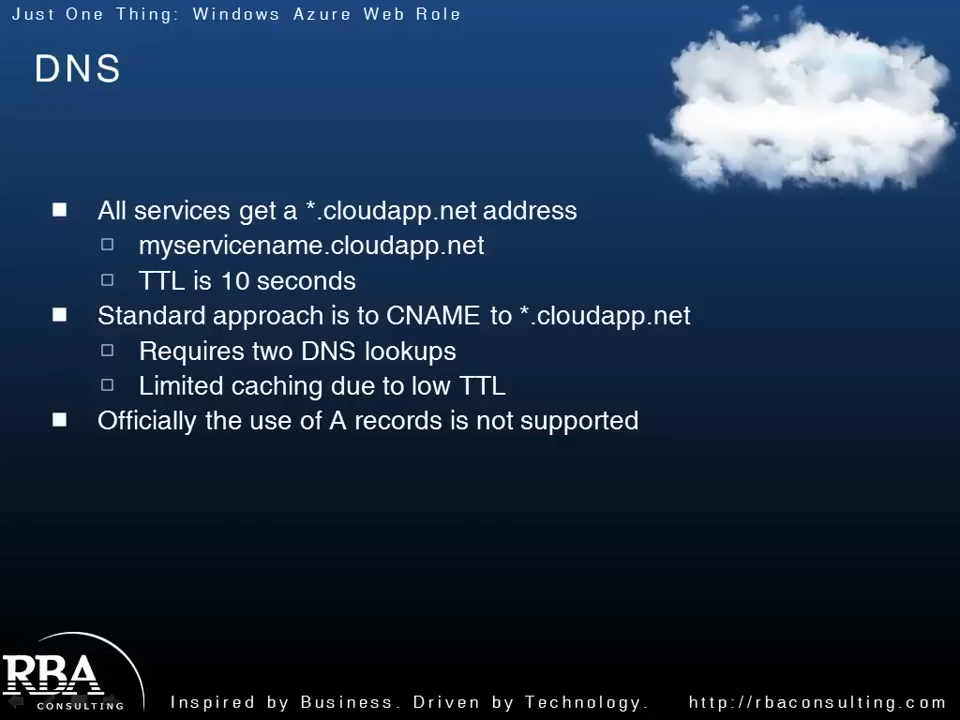 Just One Thing: Windows Azure Web Role
DNS
All services get a *.cloudapp.net address
myservicename.cloudapp.net
TTL is 10 seconds
Standard approach is to CNAME to *.cloudapp.net
Requires two DNS lookups
Limited caching due to low TTL
Officially the use of A records is not supported
RBA
CONSULTING
Inspired by Business. Driven by Technology. http://rbaconsulting.com